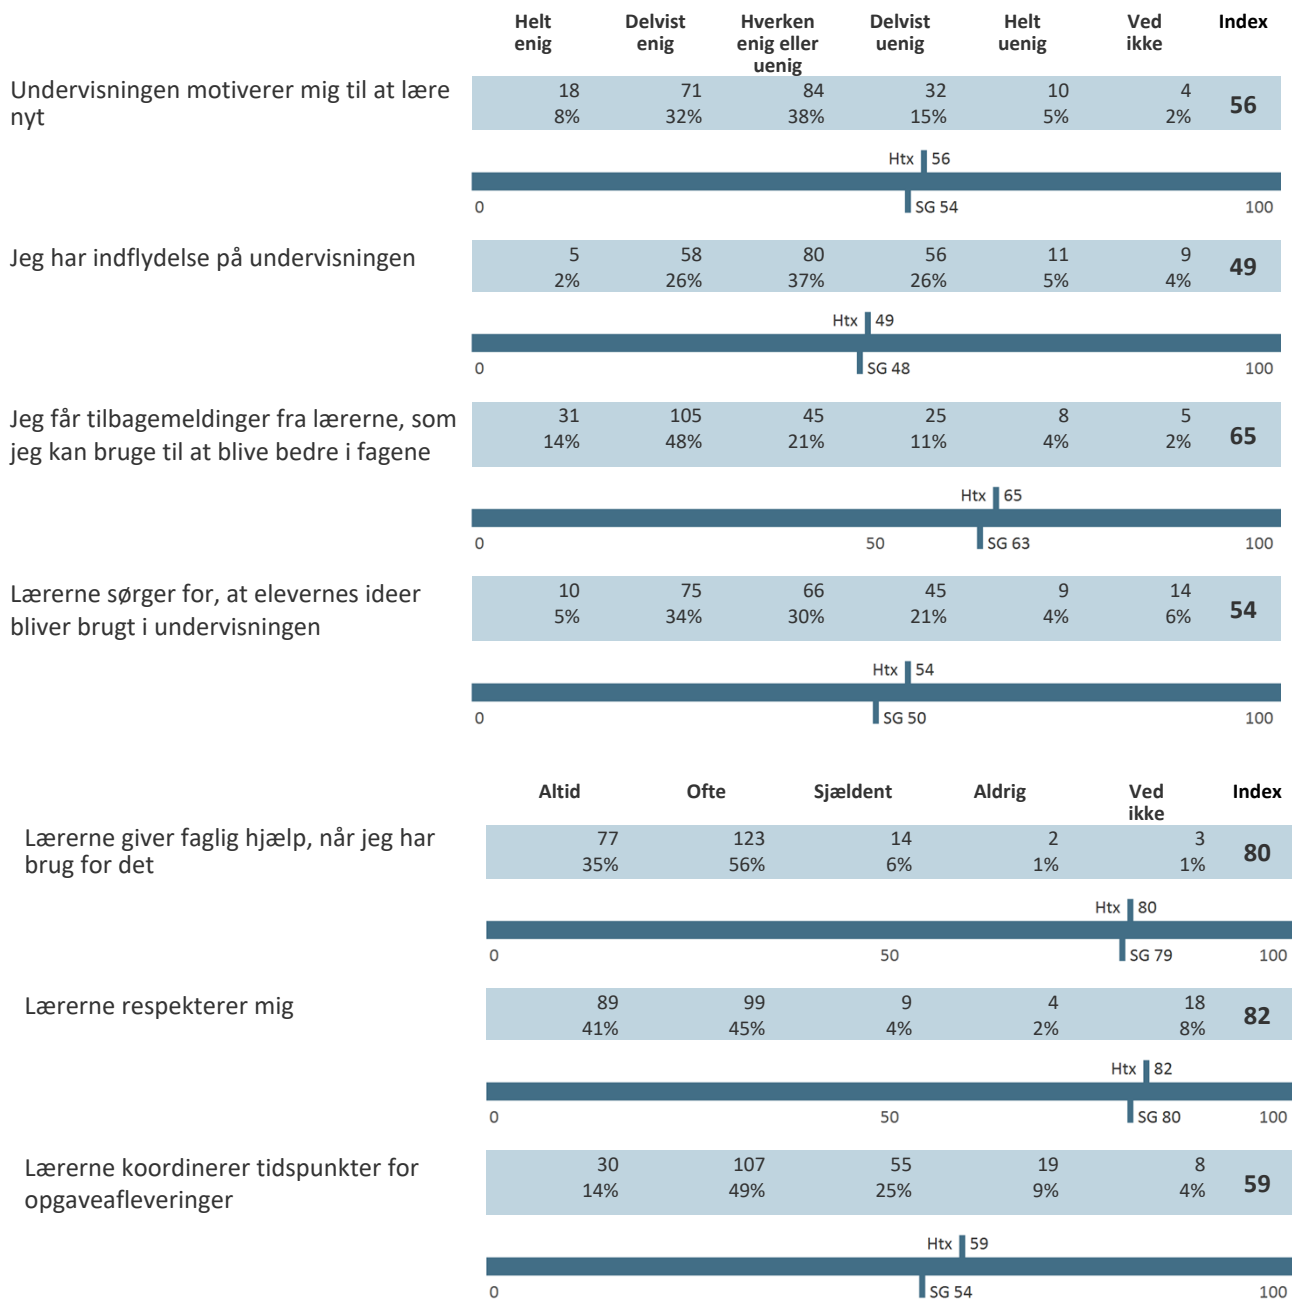 Helt enig Delvist enig Hverken enig eller uenig Delvist uenig Helt uenig Ved ikke Index
Undervisningen motiverer mig til at lære
nyt
18 71 84 32 10 4
8% 32% 38% 15% 5% 2%
56
Htx 56
SG 54
0 100
Jeg har indflydelse på undervisningen
5 58 80 56 11 9
2% 26% 37% 26% 5% 4%
49
Htx 49
SG 48
0 100
Jeg får tilbagemeldinger fra lærerne, som
jeg kan bruge til at blive bedre i fagene
31 105 45 25 8 5
14% 48% 21% 11% 4% 2%
65
Htx 65
0 50 SG 63 100
Lærerne sørger for, at elevernes ideer
bliver brugt i undervisningen
10 75 66 45 9 14
5% 34% 30% 21% 4% 6%
54
Htx 54
0 SG 50 100
Altid Ofte Sjældent Aldrig Ved ikke Index
Lærerne giver faglig hjælp, når jeg har
brug for det
77 123 14 2 3
35% 56% 6% 1% 1%
80
Htx 80
0 50 SG 79 100
Lærerne respekterer mig
89 99 9 4 18
41% 45% 4% 2% 8%
82
Htx 82
0 50 SG 80 100
Lærerne koordinerer tidspunkter for
opgaveafleveringer
30 107 55 19 8
14% 49% 25% 9% 4%
59
Htx 59
0 SG 54 100